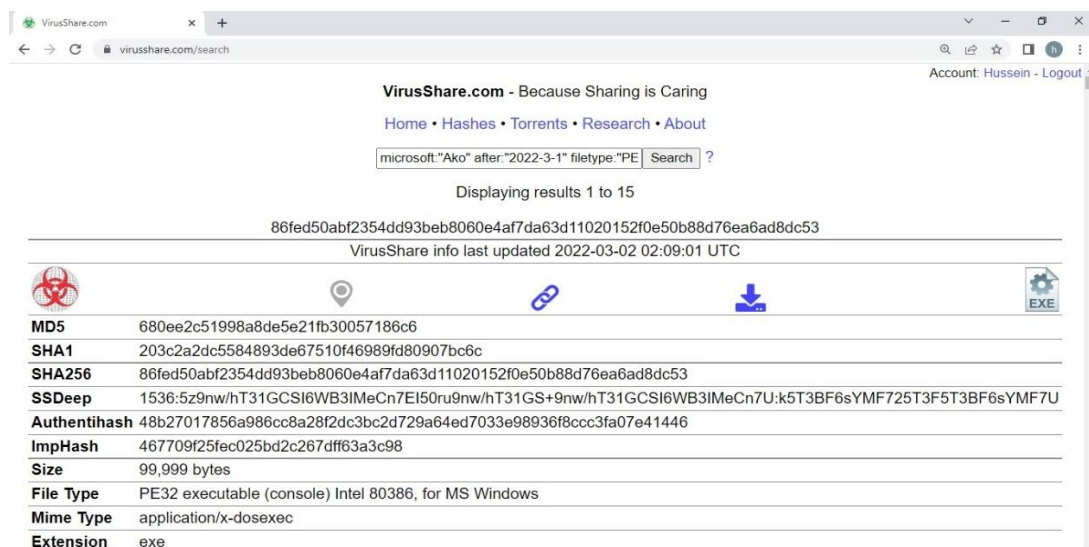 VirusShare.com
virusshare.com/search
h
Account: Hussein - Logout
VirusShare.com - Because Sharing is Caring
Home • Hashes • Torrents • Research • About
microsoft:"Ako" after:"2022-3-1" filetype:"PE Search ?
Displaying results 1 to 15
86fed50abf2354dd93beb8060e4af7da63d11020152f0e50b88d76ea6ad8dc53
VirusShare info last updated 2022-03-02 02:09:01 UTC
EXE
MD5 680ee2c51998a8de5e21fb30057186c6
SHA1 203c2a2dc5584893de67510f46989fd80907bc6c
SHA256 86fed50abf2354dd93beb8060e4af7da63d11020152f0e50b88d76ea6ad8dc53
SSDeep 1536:5z9nw/hT31GCSI6WB3IMeCn7EI50ru9nw/hT31GS+9nw/hT31GCSI6WB3IMeCn7U:k5T3BF6sYMF725T3F5T3BF6sYMF7U
Authentihash 48b27017856a986cc8a28f2dc3bc2d729a64ed7033e98936f8ccc3fa07e41446
ImpHash 467709f25fec025bd2c267dff63a3c98
Size 99,999 bytes
File Type PE32 executable (console) Intel 80386, for MS Windows
Mime Type application/x-dosexec
Extension exe